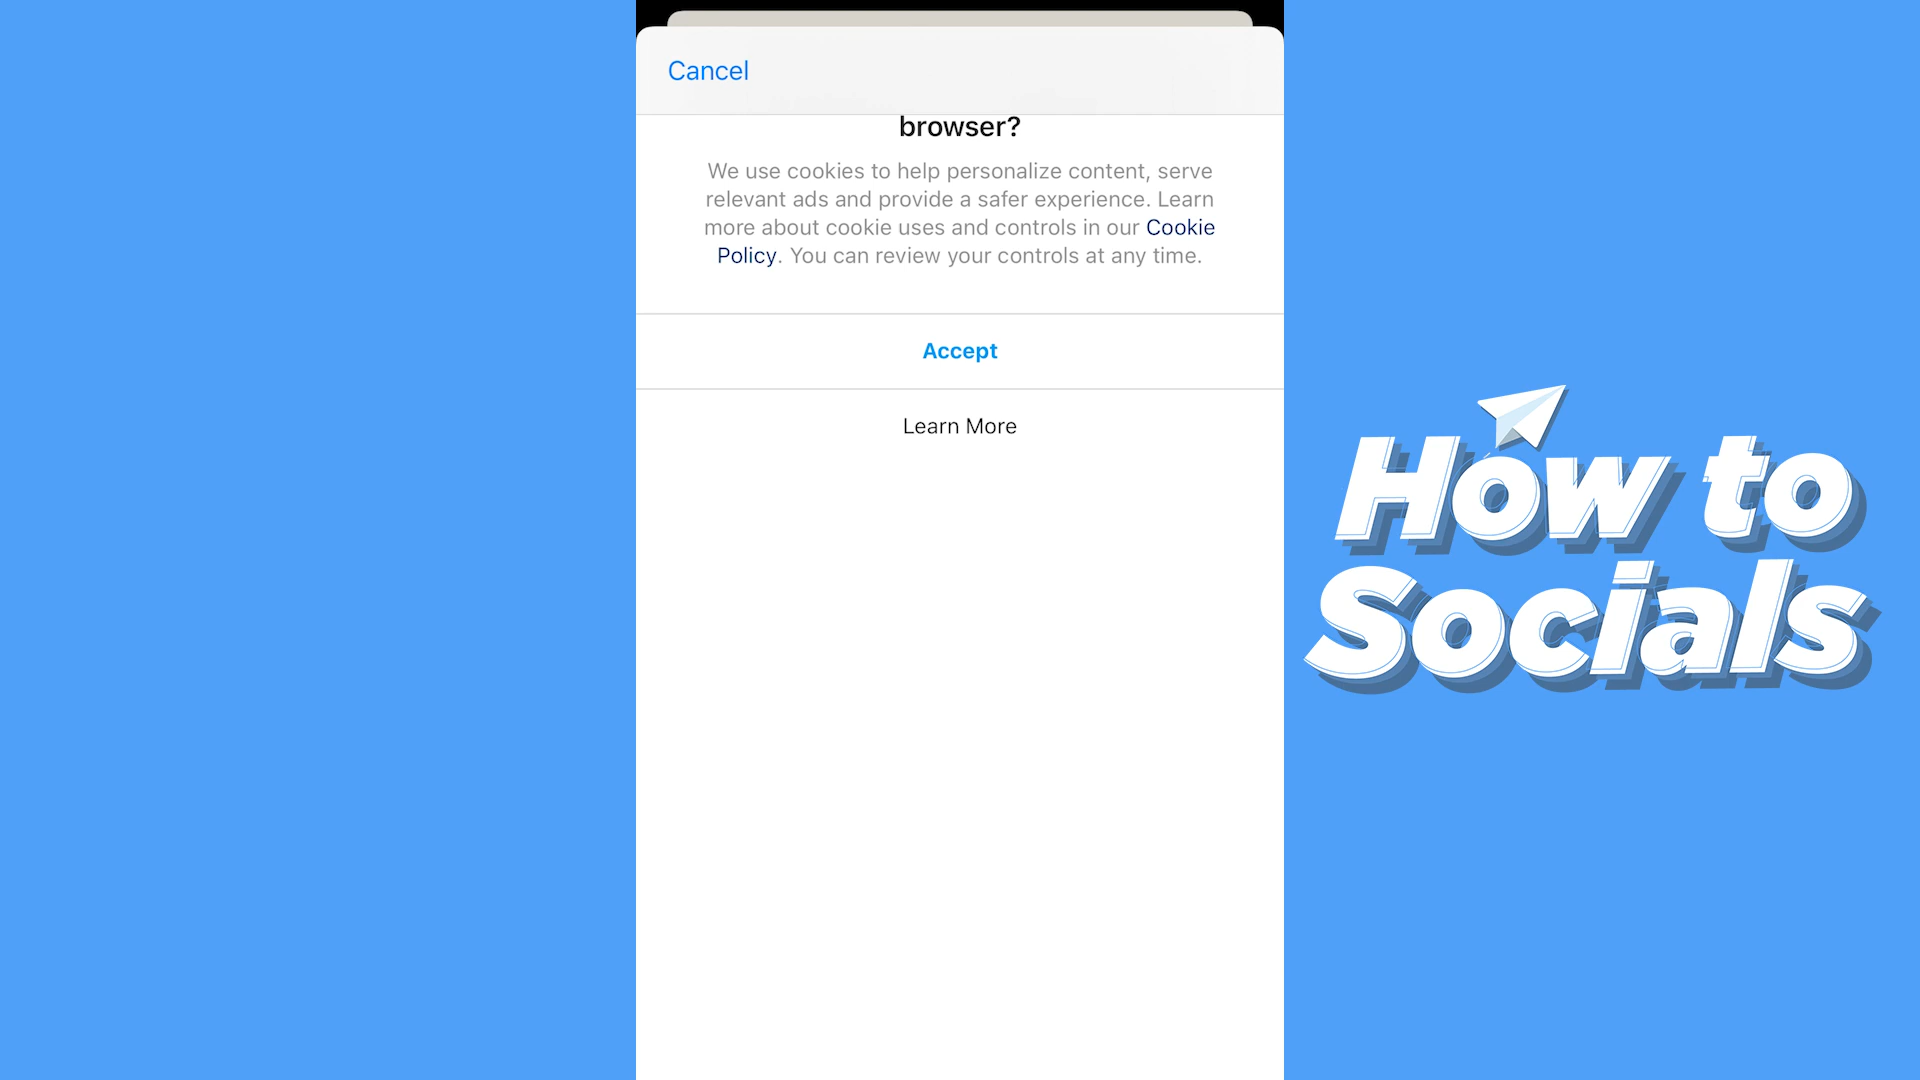 Cancel
browser?
We use cookies to help personalize content, serve
relevant ads and provide a safer experience. Learn
more about cookie uses and controls in our Cookie
Policy. You can review your controls at any time.
Accept
Learn More
How to
Socials